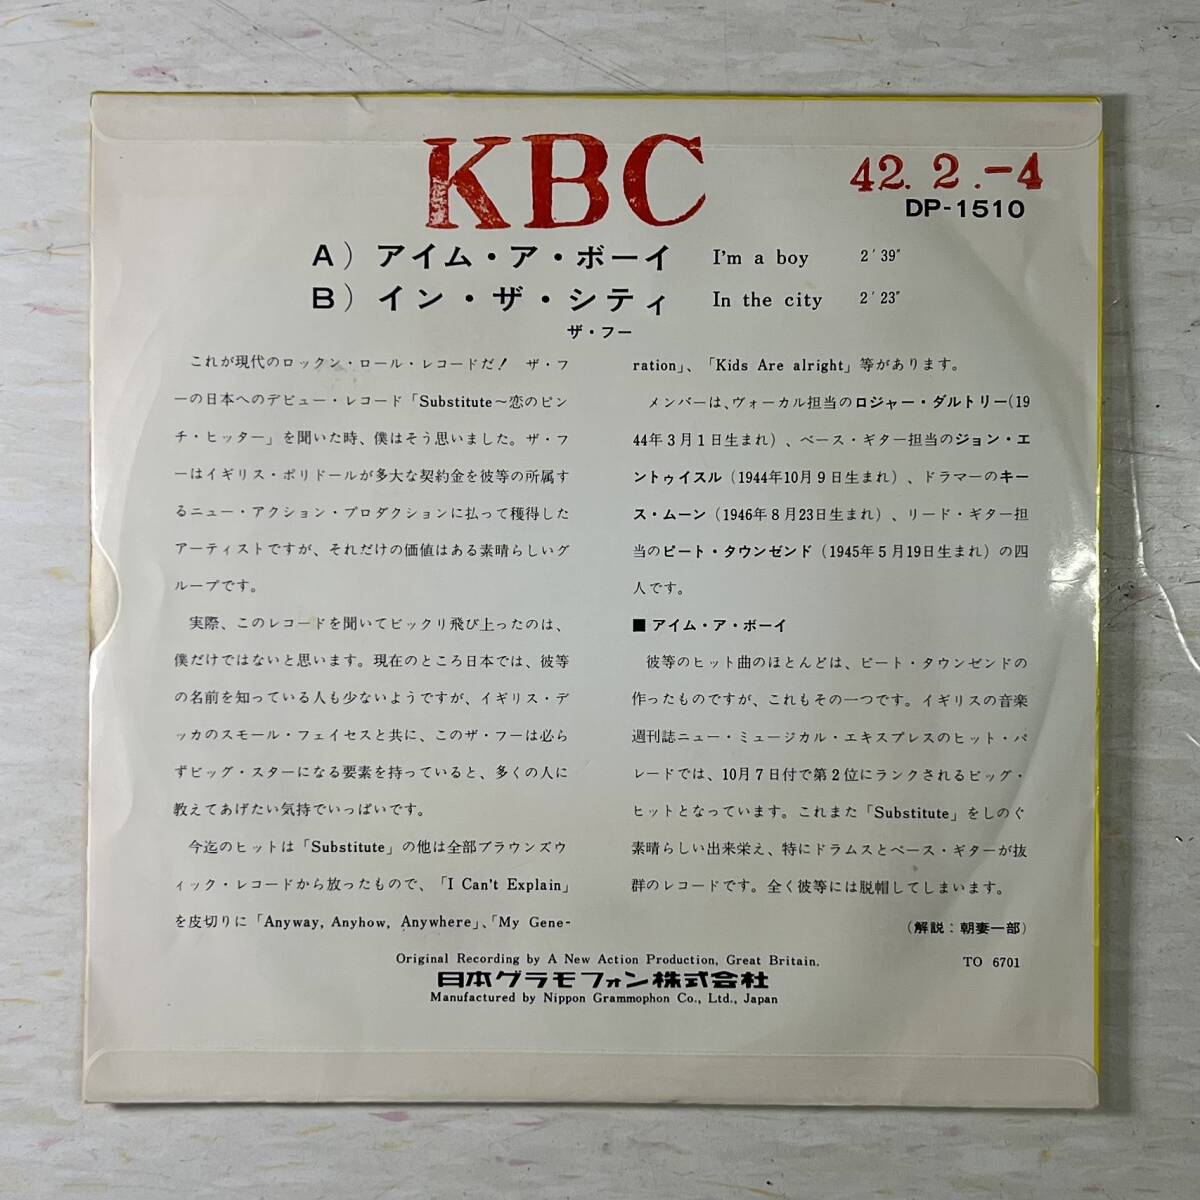 KBC
42. 2 .-4
DP-1510
A) アイム・ア・ボーイ I'm a boy 2′39″
B) イン・ザ・シティ In the city 2′23″
ザ・フー
これが現代のロックン・ロール・レコードだ! ザ・フ
ーの日本へのデビュー・レコード「Substitute〜恋のピン
チ・ヒッター」を聞いた時、僕はそう思いました。ザ・フ
ーはイギリス・ポリドールが多大な契約金を彼等の所属す
るニュー・アクション・プロダクションに払って獲得した
アーティストですが、それだけの価値はある素晴らしいグ
ループです。
実際、このレコードを聞いてビックリ飛び上ったのは、
僕だけではないと思います。現在のところ日本では、彼等
の名前を知っている人も少ないようですが、イギリス・デ
ッカのスモール・フェイセスと共に、このザ・フーは必ら
ずビッグ・スターになる要素を持っていると、多くの人に
教えてあげたい気持でいっぱいです。
今迄のヒットは「Substitute」の他は全部ブラウンズウ
ィック・レコードから放ったもので、「I Can't Explain」
を皮切りに「Anyway, Anyhow, Anywhere」、「My Gene-
ration」、「Kids Are alright」等があります。
メンバーは、ヴォーカル担当のロジャー・ダルトリー(19
44年3月1日生まれ)、ベース・ギター担当のジョン・エ
ントゥイスル(1944年10月9日生まれ)、ドラマーのキー
ス・ムーン(1946年8月23日生まれ)、リード・ギター担
当のピート・タウンゼンド(1945年5月19日生まれ)の四
人です。
■ アイム・ア・ボーイ
彼等のヒット曲のほとんどは、ピート・タウンゼンドの
作ったものですが、これもその一つです。イギリスの音楽
週刊誌ニュー・ミュージカル・エキスプレスのヒット・パ
レードでは、10月7日付で第2位にランクされるビッグ・
ヒットとなっています。これまた「Substitute」をしのぐ
素晴らしい出来栄え、特にドラムスとベース・ギターが抜
群のレコードです。全く彼等には脱帽してしまいます。
(解説:朝妻一部)
Original Recording by A New Action Production, Great Britain.
TO 6701
日本グラモフォン株式会社
Manufactured by Nippon Grammophon Co., Ltd., Japan